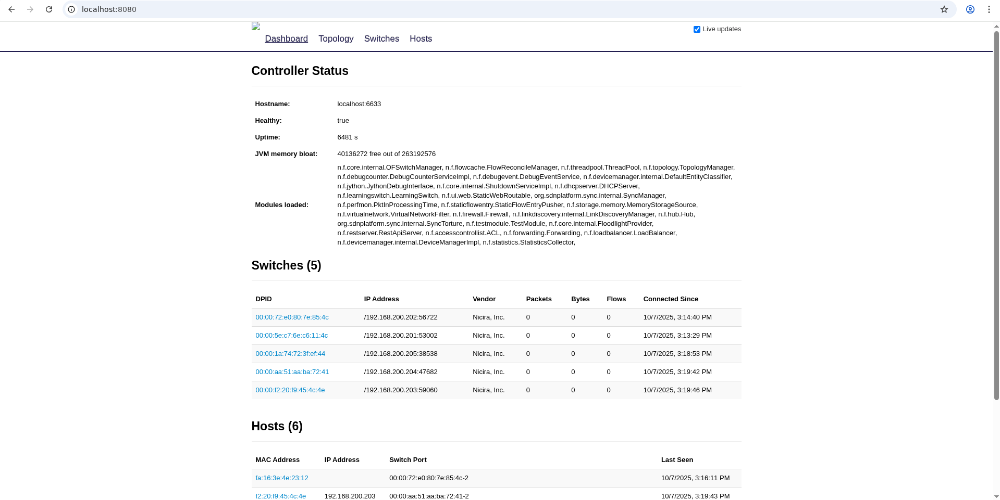 localhost:8080
Dashboard Topology Switches Hosts
Live updates
Controller Status
Hostname: localhost:6633
Healthy: true
Uptime: 6481 s
JVM memory bloat: 40136272 free out of 263192576
Modules loaded:
n.f.core.internal.OFSwitchManager, n.f.flowcache.FlowReconcileManager, n.f.threadpool.ThreadPool, n.f.topology.TopologyManager,
n.f.debugcounter.DebugCounterServiceImpl, n.f.debugevent.DebugEventService, n.f.devicemanager.internal.DefaultEntityClassifier,
n.f.jython.JythonDebugInterface, n.f.core.internal.ShutdownServiceImpl, n.f.dhcpserver.DHCPServer,
n.f.learningswitch.LearningSwitch, n.f.ui.web.StaticWebRoutable, org.sdnplatform.sync.internal.SyncManager,
n.f.perfmon.PktInProcessingTime, n.f.staticflowentry.StaticFlowEntryPusher, n.f.storage.memory.MemoryStorageSource,
n.f.virtualnetwork.VirtualNetworkFilter, n.f.firewall.Firewall, n.f.linkdiscovery.internal.LinkDiscoveryManager, n.f.hub.Hub,
org.sdnplatform.sync.internal.SyncTorture, n.f.testmodule.TestModule, n.f.core.internal.FloodlightProvider,
n.f.restserver.RestApiServer, n.f.accesscontrollist.ACL, n.f.forwarding.Forwarding, n.f.loadbalancer.LoadBalancer,
n.f.devicemanager.internal.DeviceManagerImpl, n.f.statistics.StatisticsCollector,
Switches (5)
DPID IP Address Vendor Packets Bytes Flows Connected Since
00:00:72:e0:80:7e:85:4c /192.168.200.202:56722 Nicira, Inc. 0 0 0 10/7/2025, 3:14:40 PM
00:00:5e:c7:6e:c6:11:4c /192.168.200.201:53002 Nicira, Inc. 0 0 0 10/7/2025, 3:13:29 PM
00:00:1a:74:72:3f:ef:44 /192.168.200.205:38538 Nicira, Inc. 0 0 0 10/7/2025, 3:18:53 PM
00:00:aa:51:aa:ba:72:41 /192.168.200.204:47682 Nicira, Inc. 0 0 0 10/7/2025, 3:19:42 PM
00:00:f2:20:f9:45:4c:4e /192.168.200.203:59060 Nicira, Inc. 0 0 0 10/7/2025, 3:19:46 PM
Hosts (6)
MAC Address IP Address Switch Port Last Seen
fa:16:3e:4e:23:12 00:00:72:e0:80:7e:85:4c-2 10/7/2025, 3:16:11 PM
f2:20:f9:45:4c:4e 192.168.200.203 00:00:aa:51:aa:ba:72:41-2 10/7/2025, 3:19:43 PM